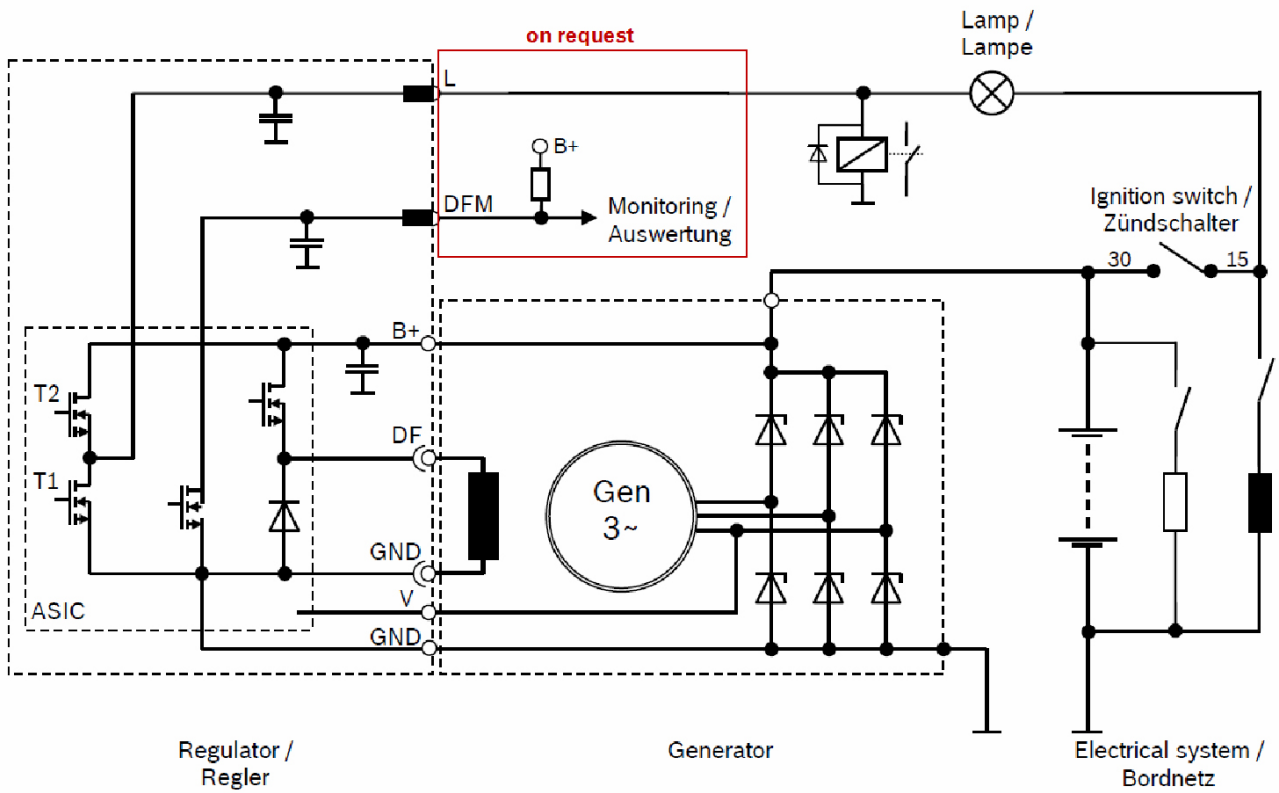 on request
Lamp /
Lampe
L
B+
DFM
Monitoring /
Auswertung
Ignition switch /
Zündschalter
30
15
B+
T2
DF
T1
Gen
3~
GND
V
ASIC
GND
Regulator /
Regler
Generator
Electrical system /
Bordnetz